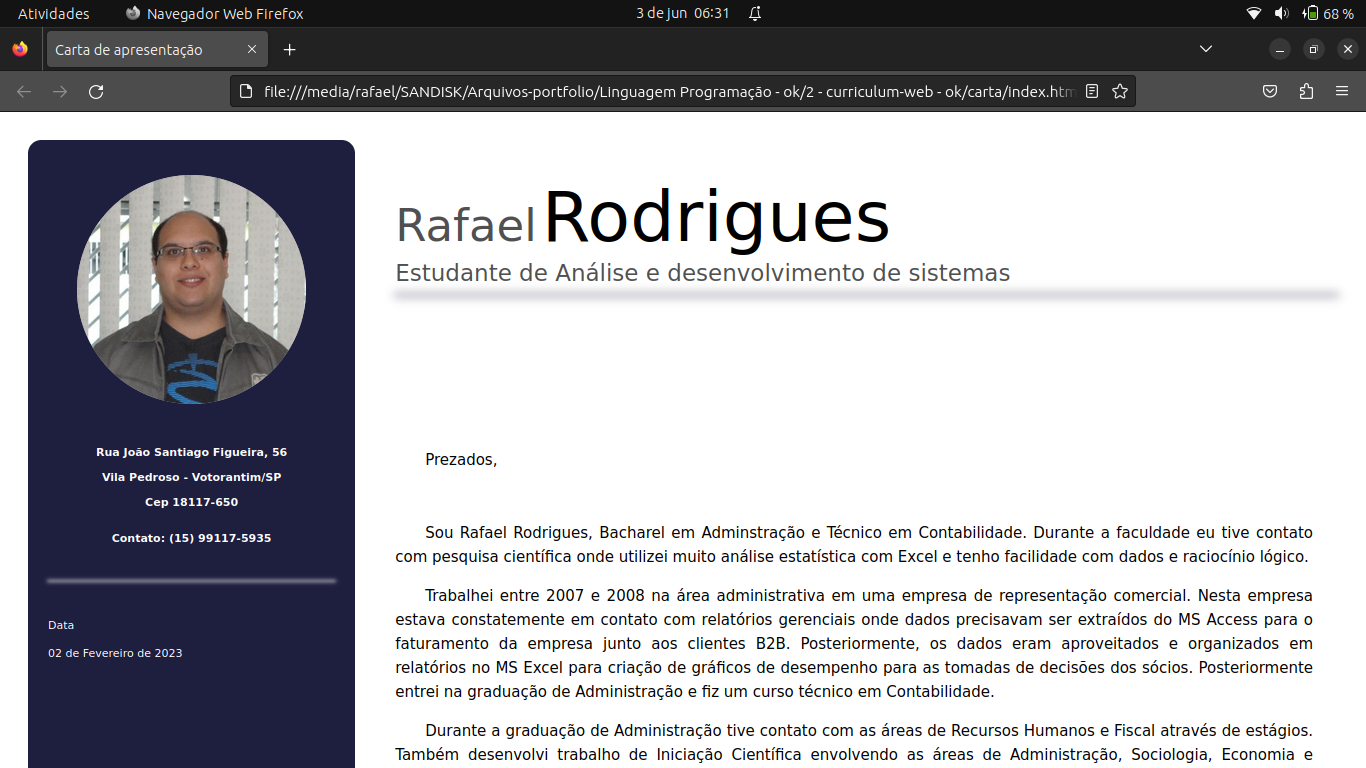 Atividades
Navegador Web Firefox
3 de jun 06:31
68 %
Carta de apresentação
file:///media/rafael/SANDISK/Arquivos-portfolio/Linguagem Programação - ok/2 - curriculum-web - ok/carta/index.htm
Rua João Santiago Figueira, 56
Vila Pedroso - Votorantim/SP
Cep 18117-650
Contato: (15) 99117-5935
Data
02 de Fevereiro de 2023
Rafael Rodrigues
Estudante de Análise e desenvolvimento de sistemas
Prezados,
Sou Rafael Rodrigues, Bacharel em Adminstração e Técnico em Contabilidade. Durante a faculdade eu tive contato
com pesquisa científica onde utilizei muito análise estatística com Excel e tenho facilidade com dados e raciocínio lógico.
Trabalhei entre 2007 e 2008 na área administrativa em uma empresa de representação comercial. Nesta empresa
estava constatemente em contato com relatórios gerenciais onde dados precisavam ser extraídos do MS Access para o
faturamento da empresa junto aos clientes B2B. Posteriormente, os dados eram aproveitados e organizados em
relatórios no MS Excel para criação de gráficos de desempenho para as tomadas de decisões dos sócios. Posteriormente
entrei na graduação de Administração e fiz um curso técnico em Contabilidade.
Durante a graduação de Administração tive contato com as áreas de Recursos Humanos e Fiscal através de estágios.
Também desenvolvi trabalho de Iniciação Científica envolvendo as áreas de Administração, Sociologia, Economia e